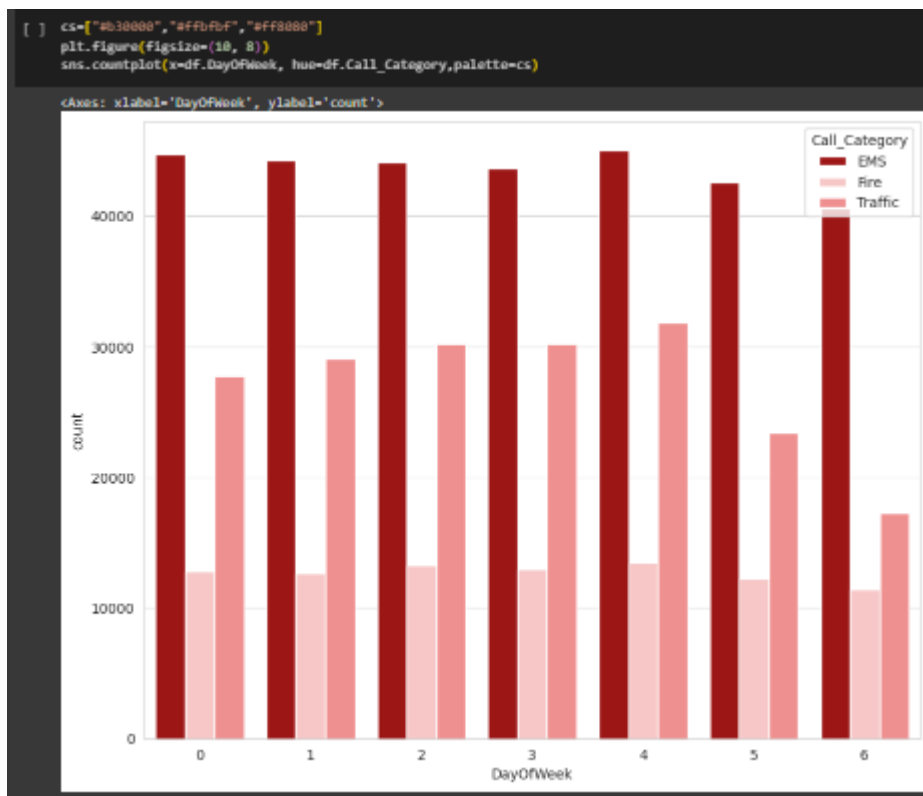 [ ] cs=["#b30000","#ffbfbf","#ff8080"]
plt.figure(figsize=(10, 8))
sns.countplot(x=df.DayOfWeek, hue=df.Call_Category,palette=cs)
<Axes: xlabel='DayOfWeek', ylabel='count'>
Call_Category
EMS
Fire
Traffic
40000
30000
20000
10000
0
count
0 1 2 3 4 5 6
DayOfWeek